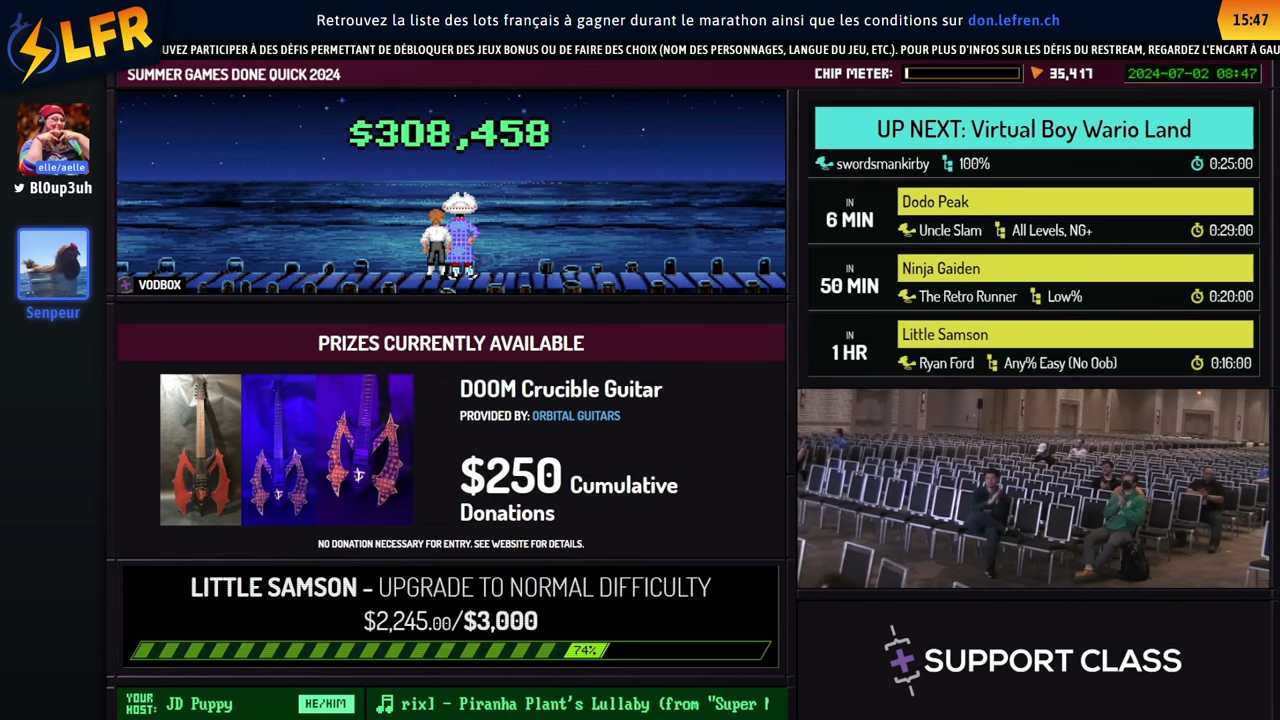 LFR
Retrouvez la liste des lots français à gagner durant le marathon ainsi que les conditions sur don.lefren.ch
15:47
UVEZ PARTICIPER À DES DÉFIS PERMETTANT DE DÉBLOQUER DES JEUX BONUS OU DE FAIRE DES CHOIX (NOM DES PERSONNAGES, LANGUE DU JEU, ETC.). POUR PLUS D'INFOS SUR LES DÉFIS DU RESTREAM, REGARDEZ L'ENCART À GAU
SUMMER GAMES DONE QUICK 2024
CHIP METER: 35,417 2024-07-02 08:47
$308,458
VODBOX
elle/aelle
Bl0up3uh
Senpeur
UP NEXT: Virtual Boy Wario Land
swordsmankirby 100% 0:25:00
IN 6 MIN
Dodo Peak
Uncle Slam All Levels, NG+ 0:29:00
IN 50 MIN
Ninja Gaiden
The Retro Runner Low% 0:20:00
IN 1 HR
Little Samson
Ryan Ford Any% Easy (No Oob) 0:16:00
PRIZES CURRENTLY AVAILABLE
DOOM Crucible Guitar
PROVIDED BY: ORBITAL GUITARS
$250 Cumulative
Donations
NO DONATION NECESSARY FOR ENTRY. SEE WEBSITE FOR DETAILS.
LITTLE SAMSON – UPGRADE TO NORMAL DIFFICULTY
$2,245.00/$3,000
74%
SUPPORT CLASS
YOUR HOST: JD Puppy HE/HIM
rix] - Piranha Plant's Lullaby (from "Super